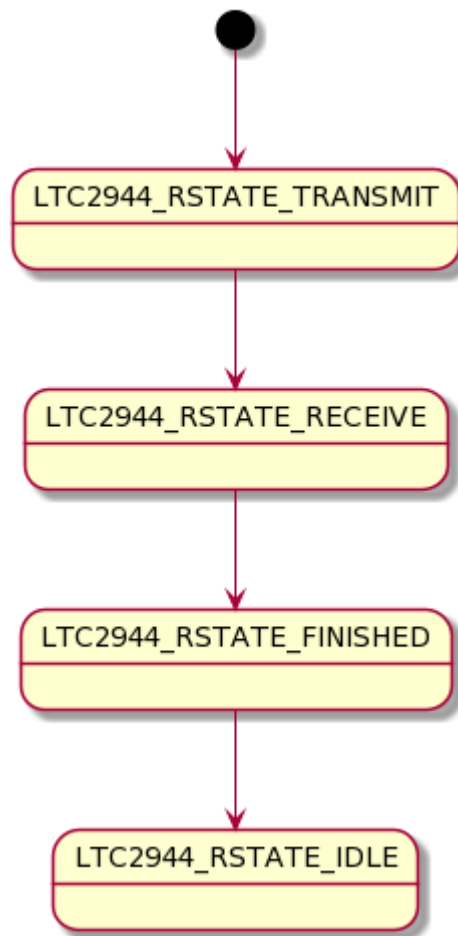 LTC2944_RSTATE_TRANSMIT
LTC2944_RSTATE_RECEIVE
LTC2944_RSTATE_FINISHED
LTC2944_RSTATE_IDLE